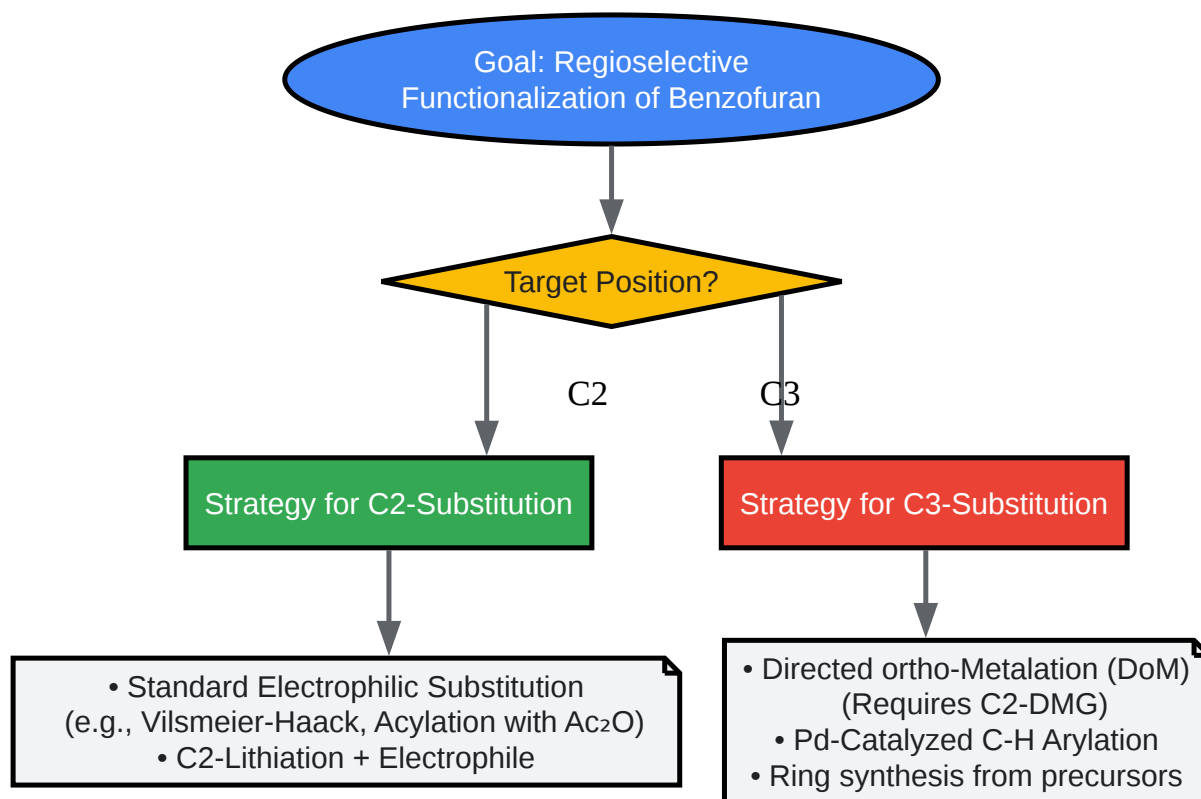 Goal: Regioselective
Functionalization of Benzofuran
Target Position?
C2
C3
Strategy for C2-Substitution
Strategy for C3-Substitution
• Standard Electrophilic Substitution
(e.g., Vilsmeier-Haack, Acylation with Ac₂O)
• C2-Lithiation + Electrophile
• Directed ortho-Metalation (DoM)
(Requires C2-DMG)
• Pd-Catalyzed C-H Arylation
• Ring synthesis from precursors